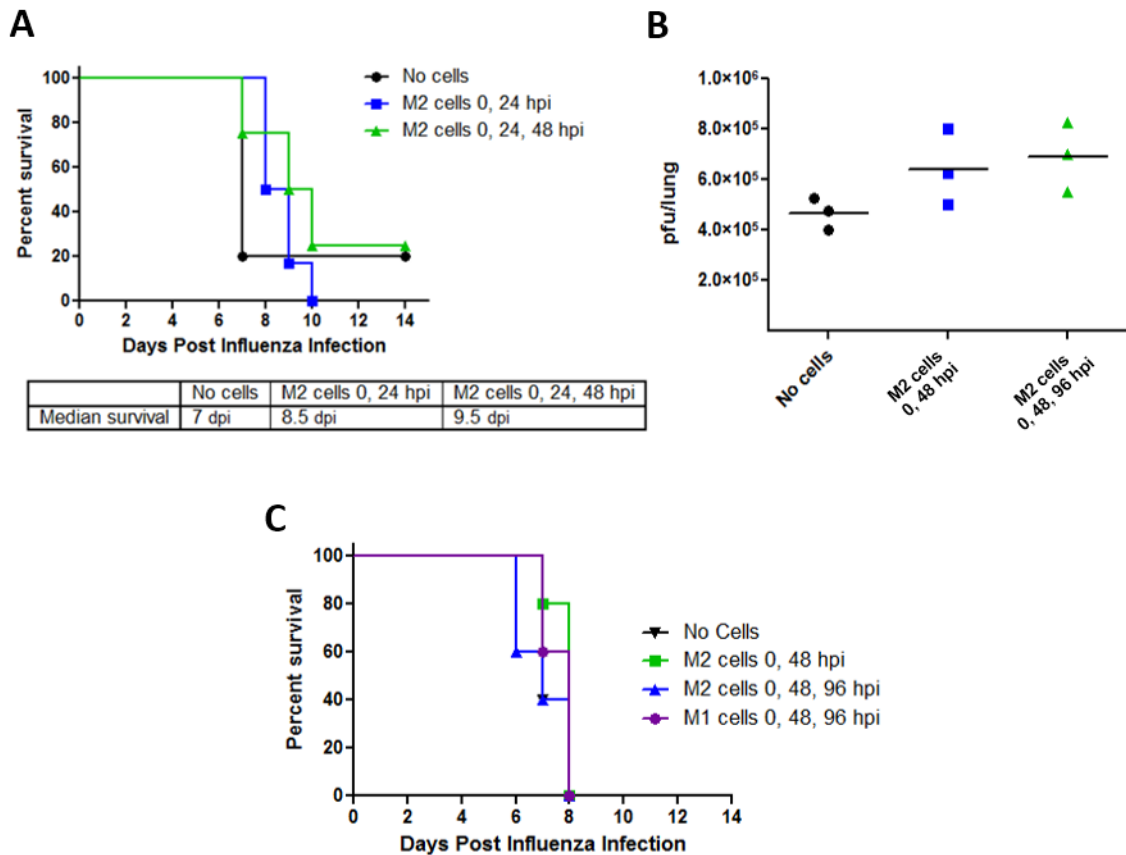 A
Percent survival
100
80
60
40
20
0
0 2 4 6 8 10 12 14
Days Post Influenza Infection
No cells
M2 cells 0, 24 hpi
M2 cells 0, 24, 48 hpi
No cells M2 cells 0, 24 hpi M2 cells 0, 24, 48 hpi
Median survival 7 dpi 8.5 dpi 9.5 dpi
B
pfu/lung
1.0×10⁶
8.0×10⁵
6.0×10⁵
4.0×10⁵
2.0×10⁵
No cells
M2 cells
0, 48 hpi
M2 cells
0, 48, 96 hpi
C
Percent survival
100
80
60
40
20
0
0 2 4 6 8 10 12 14
Days Post Influenza Infection
No Cells
M2 cells 0, 48 hpi
M2 cells 0, 48, 96 hpi
M1 cells 0, 48, 96 hpi